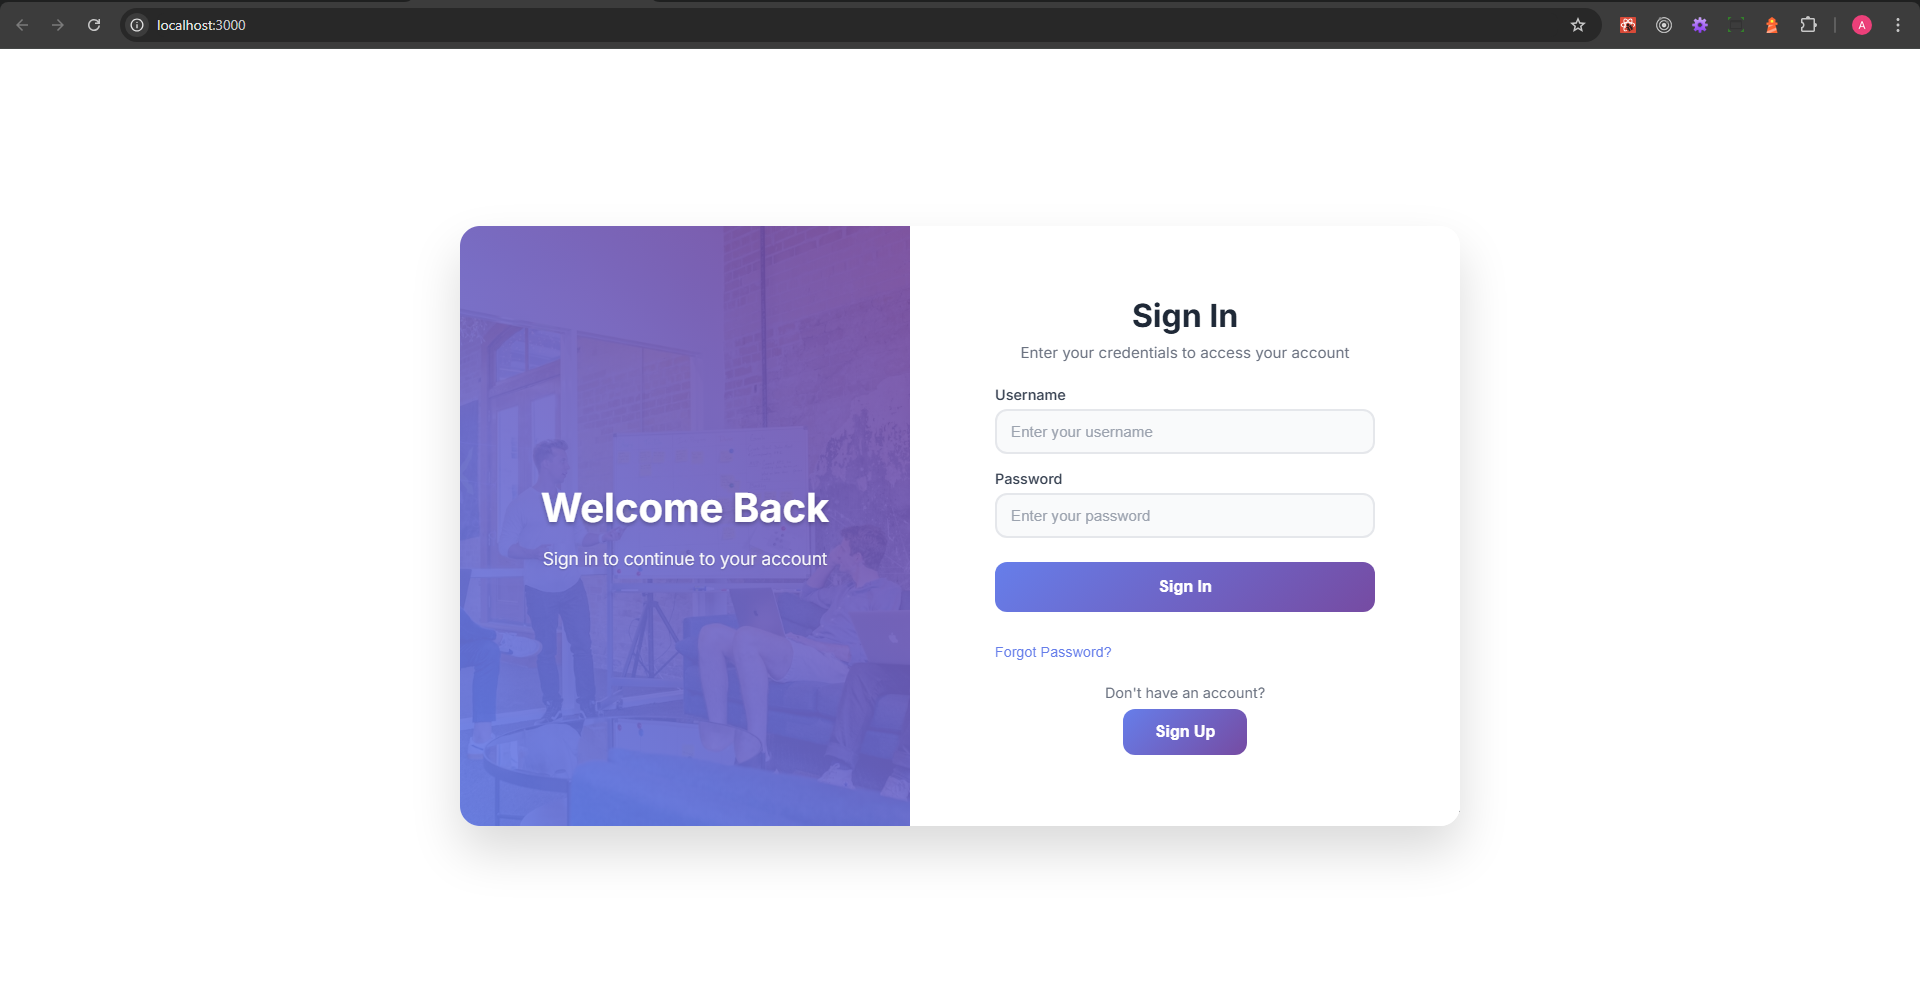 localhost:3000
A
Welcome Back
Sign in to continue to your account
Sign In
Enter your credentials to access your account
Username
Enter your username
Password
Enter your password
Sign In
Forgot Password?
Don't have an account?
Sign Up